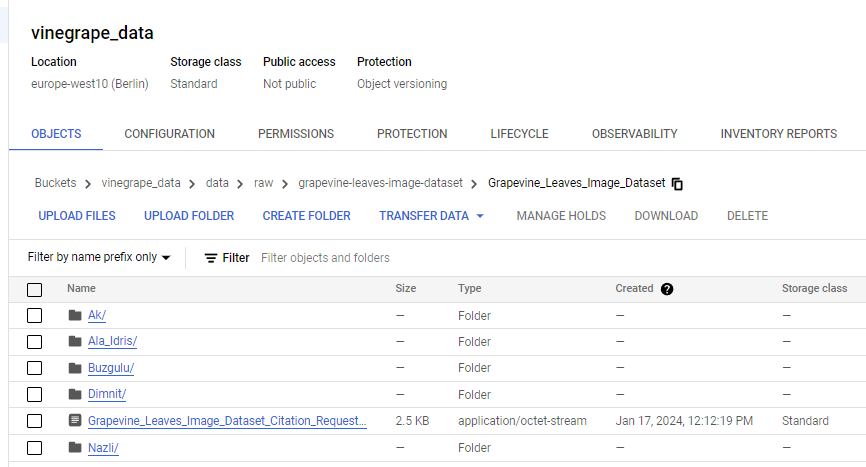 vinegrape_data
Location Storage class Public access Protection
europe-west10 (Berlin) Standard Not public Object versioning
OBJECTS CONFIGURATION PERMISSIONS PROTECTION LIFECYCLE OBSERVABILITY INVENTORY REPORTS
Buckets > vinegrape_data > data > raw > grapevine-leaves-image-dataset > Grapevine_Leaves_Image_Dataset
UPLOAD FILES UPLOAD FOLDER CREATE FOLDER TRANSFER DATA MANAGE HOLDS DOWNLOAD DELETE
Filter by name prefix only Filter Filter objects and folders
Name Size Type Created ? Storage class
Ak/ — Folder — —
Ala_Idris/ — Folder — —
Buzgulu/ — Folder — —
Dimnit/ — Folder — —
Grapevine_Leaves_Image_Dataset_Citation_Request... 2.5 KB application/octet-stream Jan 17, 2024, 12:12:19 PM Standard
Nazli/ — Folder — —